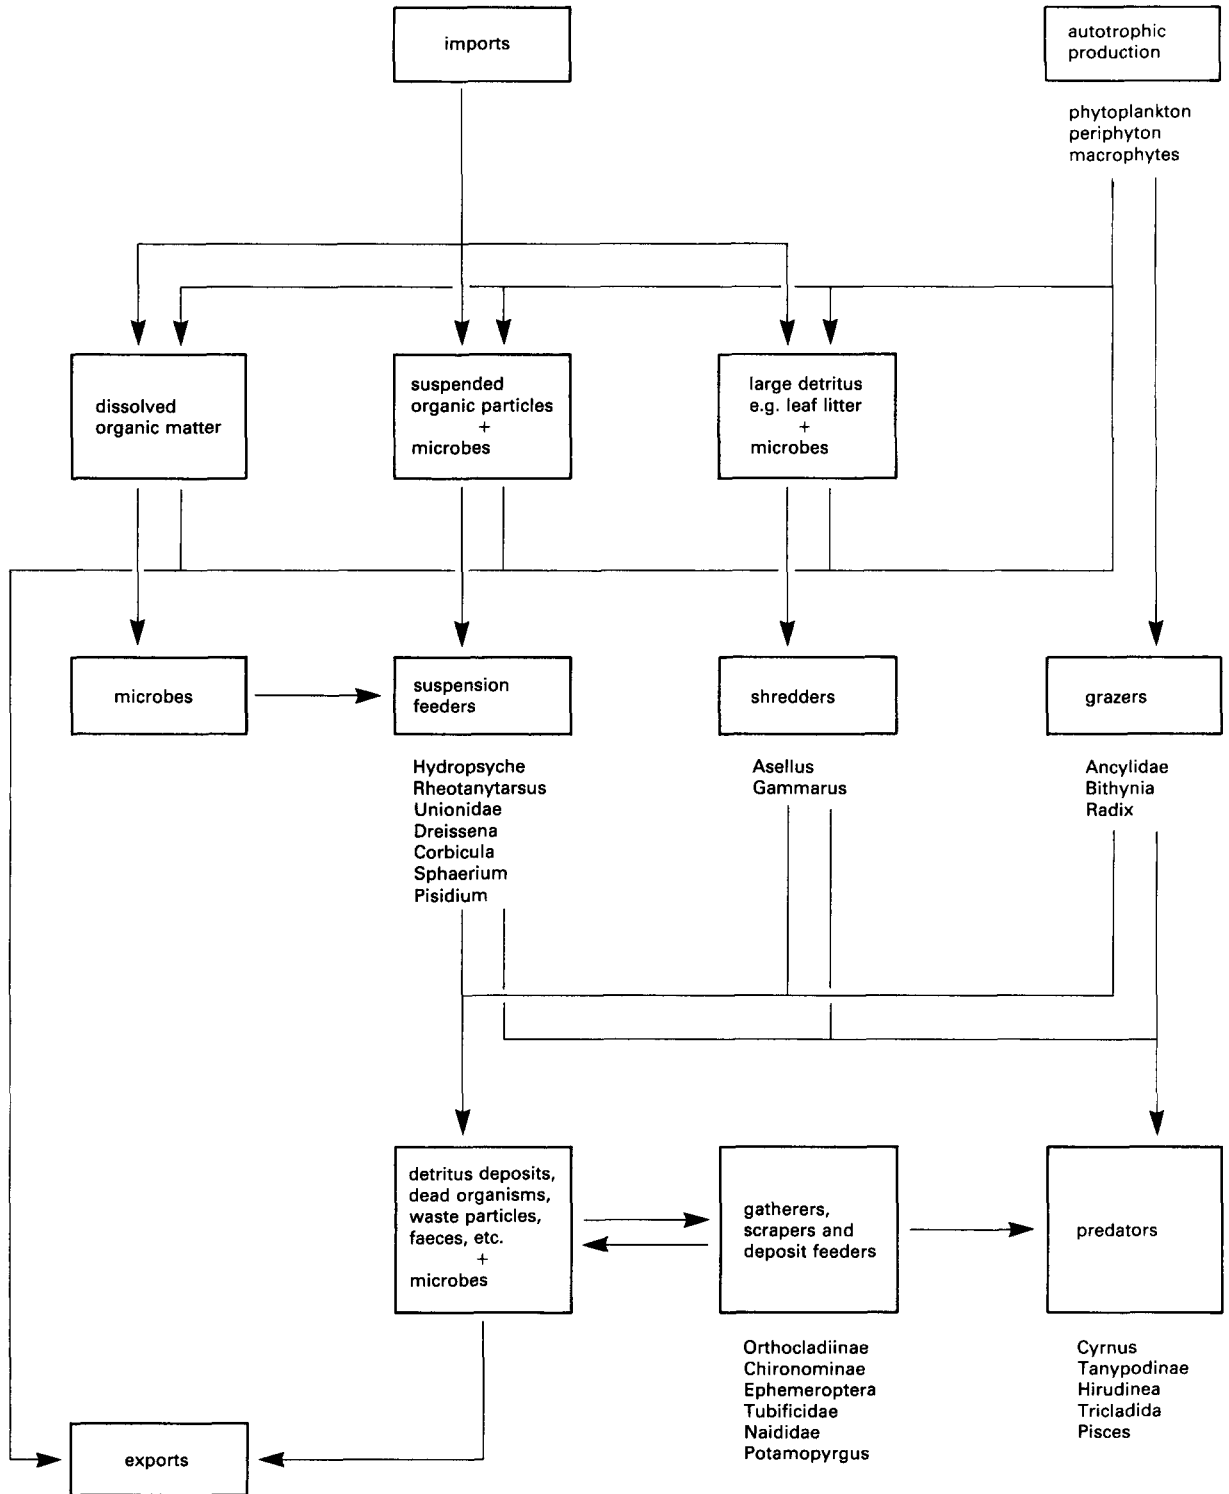 imports
autotrophic
production
phytoplankton
periphyton
macrophytes
dissolved
organic matter
suspended
organic particles
+
microbes
large detritus
e.g. leaf litter
+
microbes
microbes
suspension
feeders
shredders
grazers
Hydropsyche
Rheotanytarsus
Unionidae
Dreissena
Corbicula
Sphaerium
Pisidium
Asellus
Gammarus
Ancylidae
Bithynia
Radix
detritus deposits,
dead organisms,
waste particles,
faeces, etc.
+
microbes
gatherers,
scrapers and
deposit feeders
predators
Orthocladiinae
Chironominae
Ephemeroptera
Tubificidae
Naididae
Potamopyrgus
Cyrnus
Tanypodinae
Hirudinea
Tricladida
Pisces
exports